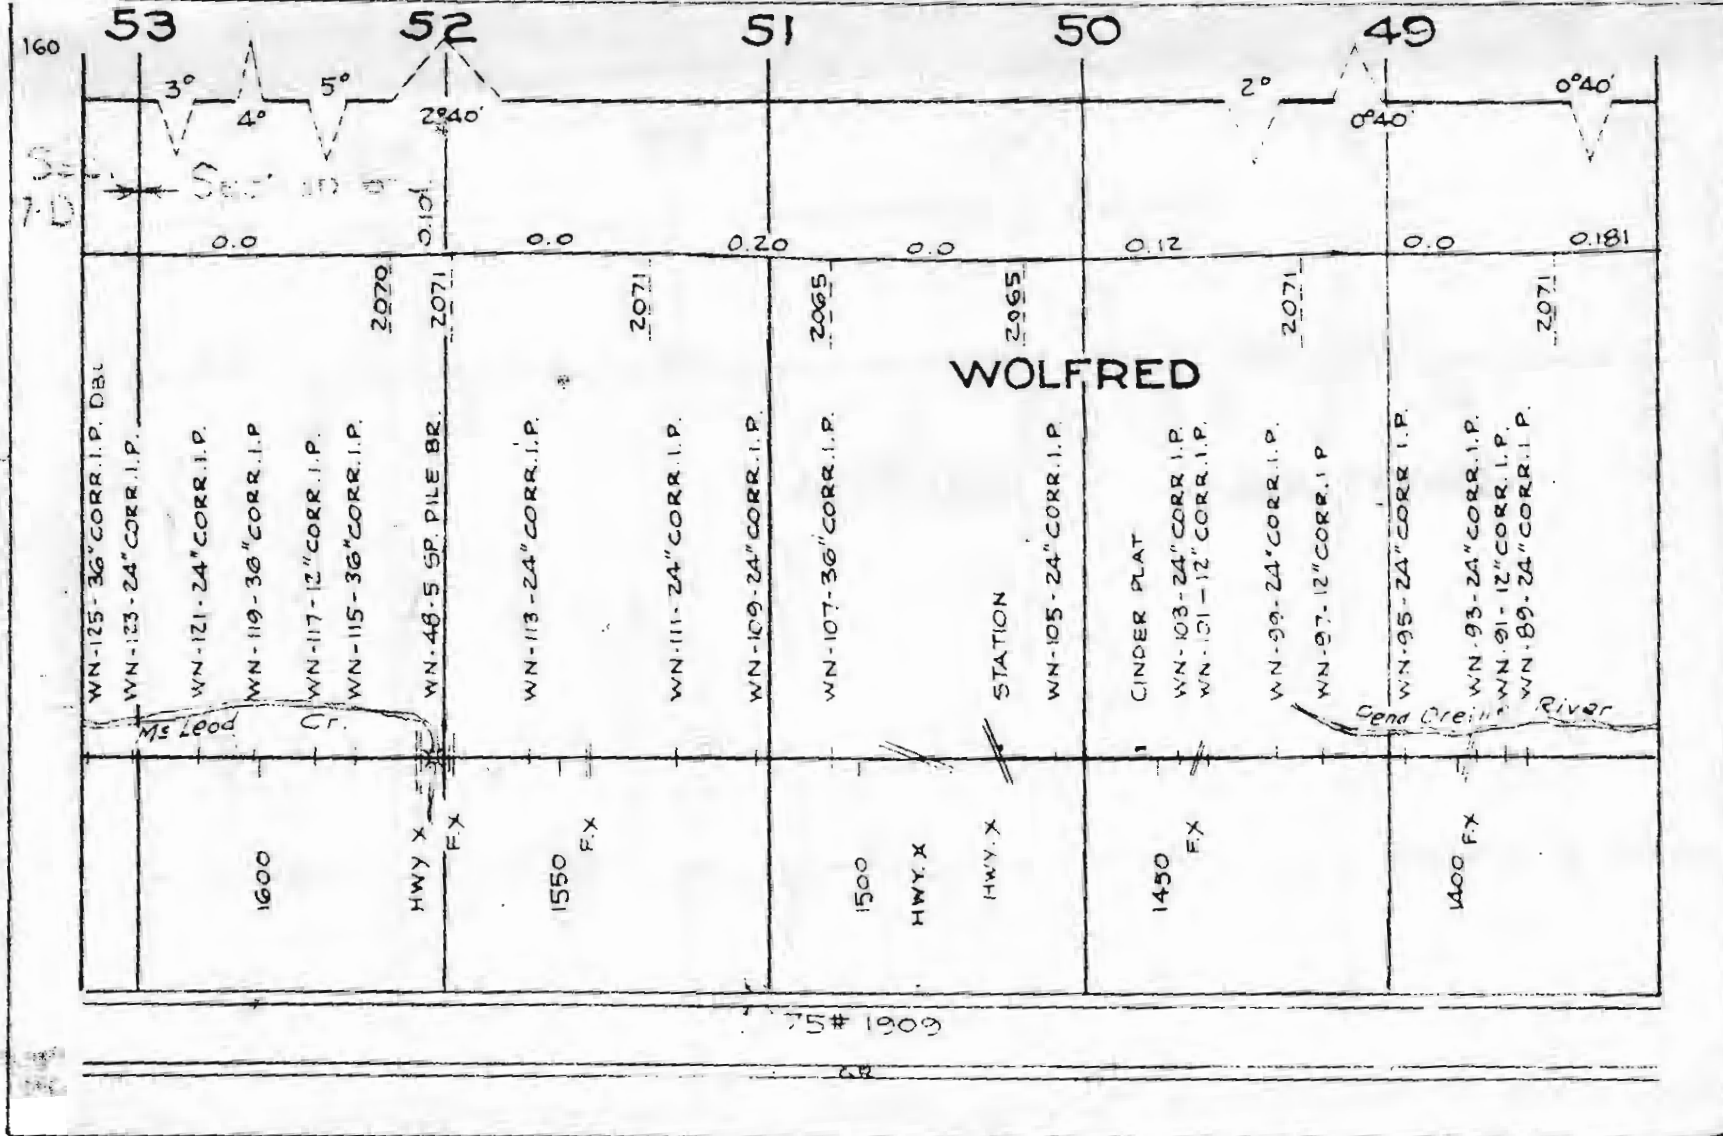 160
53
52
51
50
49
3°
4°
5°
2°40'
2°
0°40'
0°40'
0.0
0.101
0.0
0.20
0.0
0.12
0.0
0.181
2070
2071
2071
2065
2065
2071
2071
WOLFRED
WN-125-36" CORR.I.P. DBL
WN-123-24" CORR.I.P.
WN-121-24" CORR.I.P.
WN-119-36" CORR.I.P
WN-117-12" CORR.I.P.
WN-115-36" CORR.I.P.
WN-48-5 SP. PILE BR.
WN-113-24" CORR.I.P.
WN-111-24" CORR.I.P.
WN-109-24" CORR.I.P.
WN-107-36" CORR.I.P.
STATION
WN-105-24" CORR.I.P.
CINDER PLAT
WN-103-24" CORR.I.P.
WN-101-12" CORR.I.P.
WN-99-24" CORR.I.P.
WN-97-12" CORR.I P
WN-95-24" CORR I.P.
WN-93-24" CORR.I.P.
WN-91-12" CORR.I.P.
WN-89-24" CORR.I.P.
Mc Leod Cr.
Pend Oreille River
1600
HWY X
F.X
1550
F.X
1500
HWY. X
HWY. X
1450
F.X
1400
F.X
75# 1909